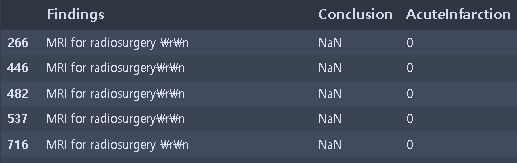 Findings Conclusion AcuteInfarction
266 MRI for radiosurgery ₩r₩n NaN 0
446 MRI for radiosurgery₩r₩n NaN 0
482 MRI for radiosurgery₩r₩n NaN 0
537 MRI for radiosurgery₩r₩n NaN 0
716 MRI for radiosurgery ₩r₩n NaN 0